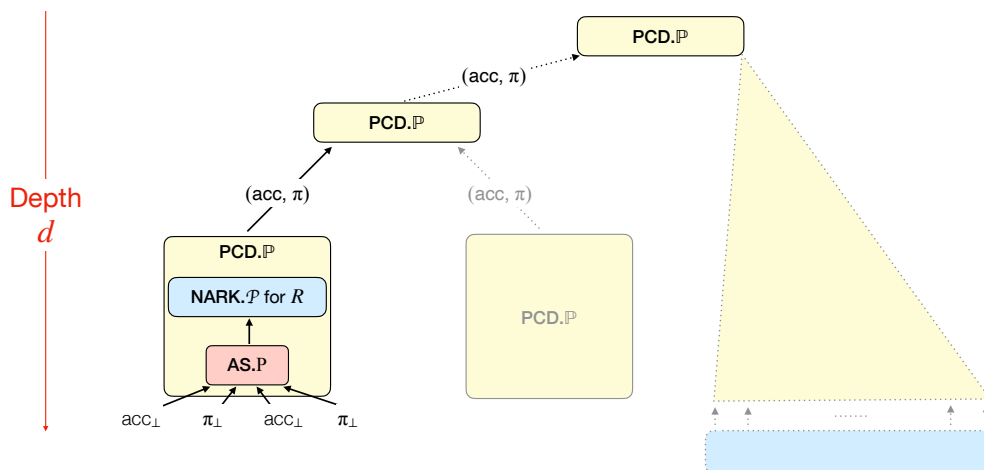 PCD.ℙ
(acc, π)
PCD.ℙ
(acc, π)
(acc, π)
Depth
d
PCD.ℙ
NARK.𝒫 for R
PCD.ℙ
AS.P
acc⊥
π⊥
acc⊥
π⊥
......